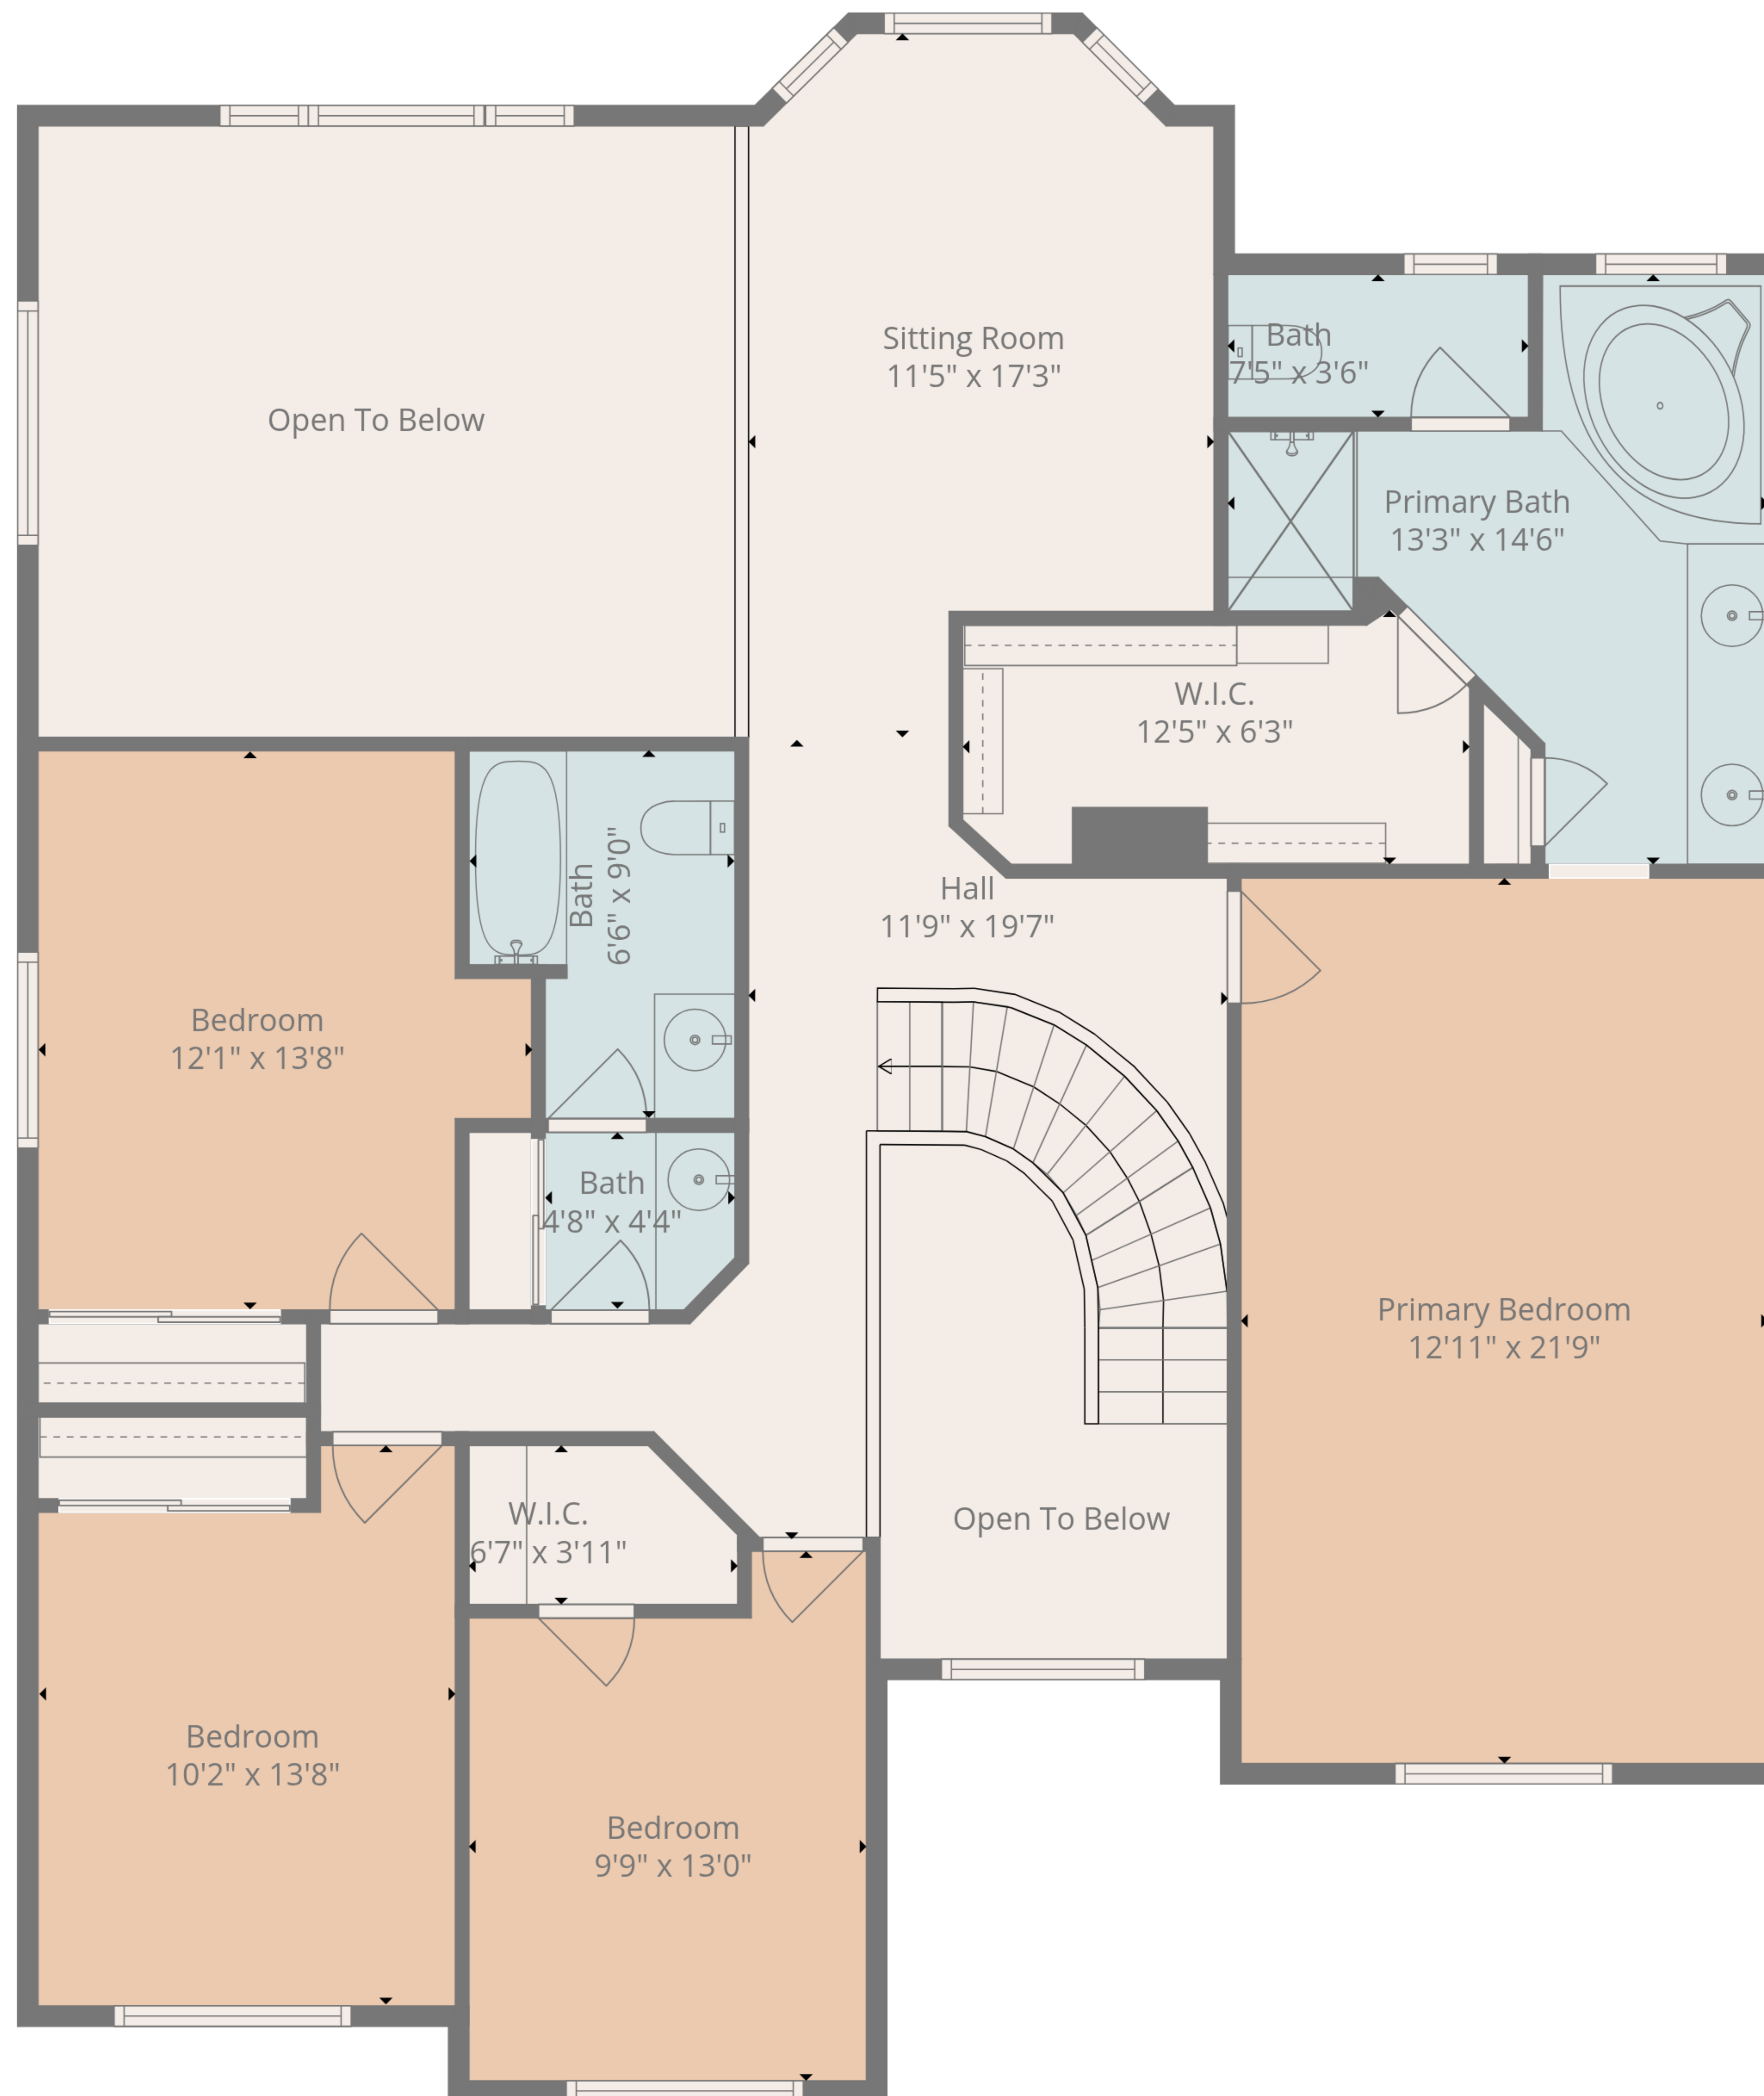 Sitting Room
11'5" x 17'3"
Bath
7'5" x 3'6"
Open To Below
Primary Bath
13'3" x 14'6"
W.I.C.
12'5" x 6'3"
Bath
6'6" x 9'0"
Hall
11'9" x 19'7"
Bedroom
12'1" x 13'8"
Bath
4'8" x 4'4"
Primary Bedroom
12'11" x 21'9"
W.I.C.
6'7" x 3'11"
Open To Below
Bedroom
10'2" x 13'8"
Bedroom
9'9" x 13'0"